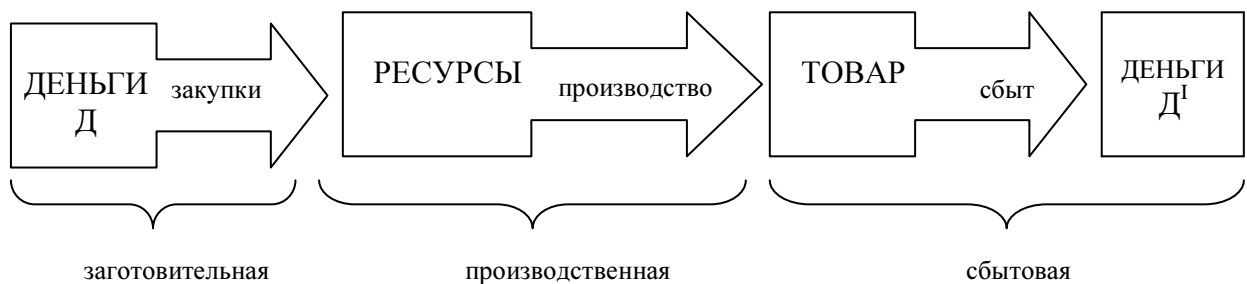 ДЕНЬГИ
Д
закупки
РЕСУРСЫ
производство
ТОВАР
сбыт
ДЕНЬГИ
Дᴵ
заготовительная
производственная
сбытовая